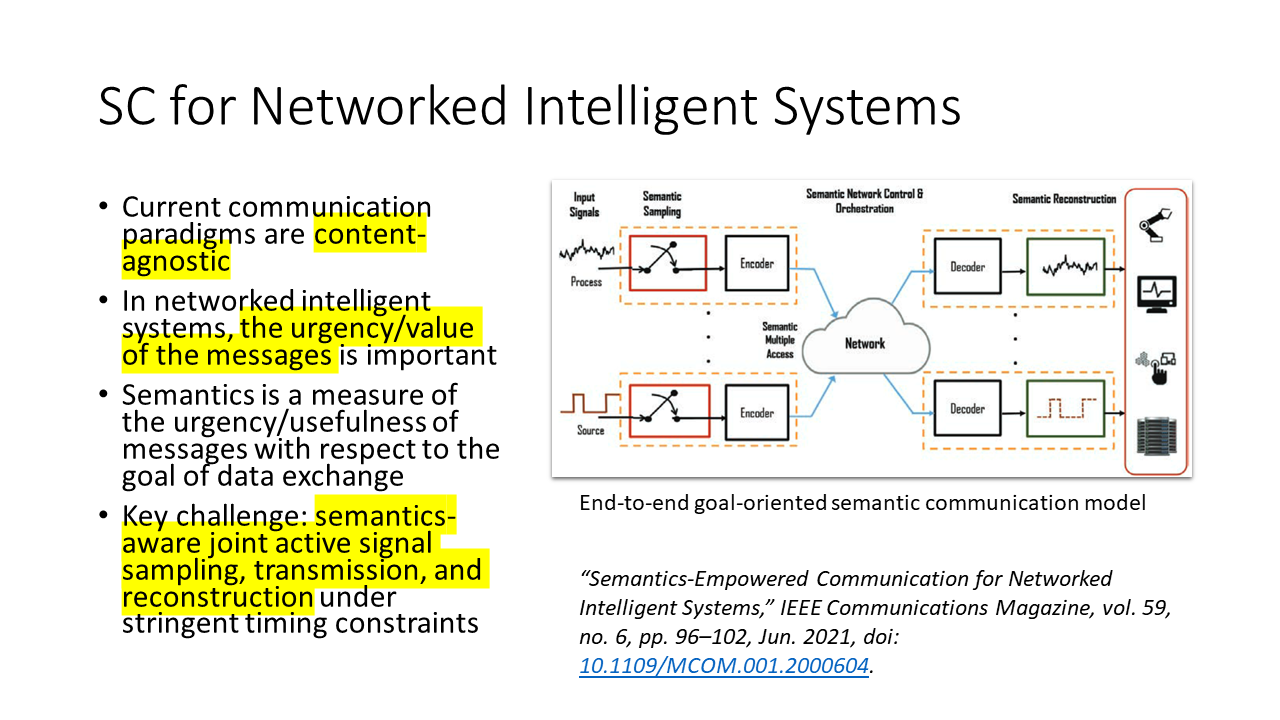 SC for Networked Intelligent Systems
• Current communication
paradigms are content-
agnostic
• In networked intelligent
systems, the urgency/value
of the messages is important
• Semantics is a measure of
the urgency/usefulness of
messages with respect to the
goal of data exchange
• Key challenge: semantics-
aware joint active signal
sampling, transmission, and
reconstruction under
stringent timing constraints
Input
Signals
Semantic
Sampling
Semantic Network Control &
Orchestration
Semantic Reconstruction
Process
Encoder
Decoder
Semantic
Multiple
Access
Network
Source
Encoder
Decoder
End-to-end goal-oriented semantic communication model
“Semantics-Empowered Communication for Networked
Intelligent Systems,” IEEE Communications Magazine, vol. 59,
no. 6, pp. 96–102, Jun. 2021, doi:
10.1109/MCOM.001.2000604.